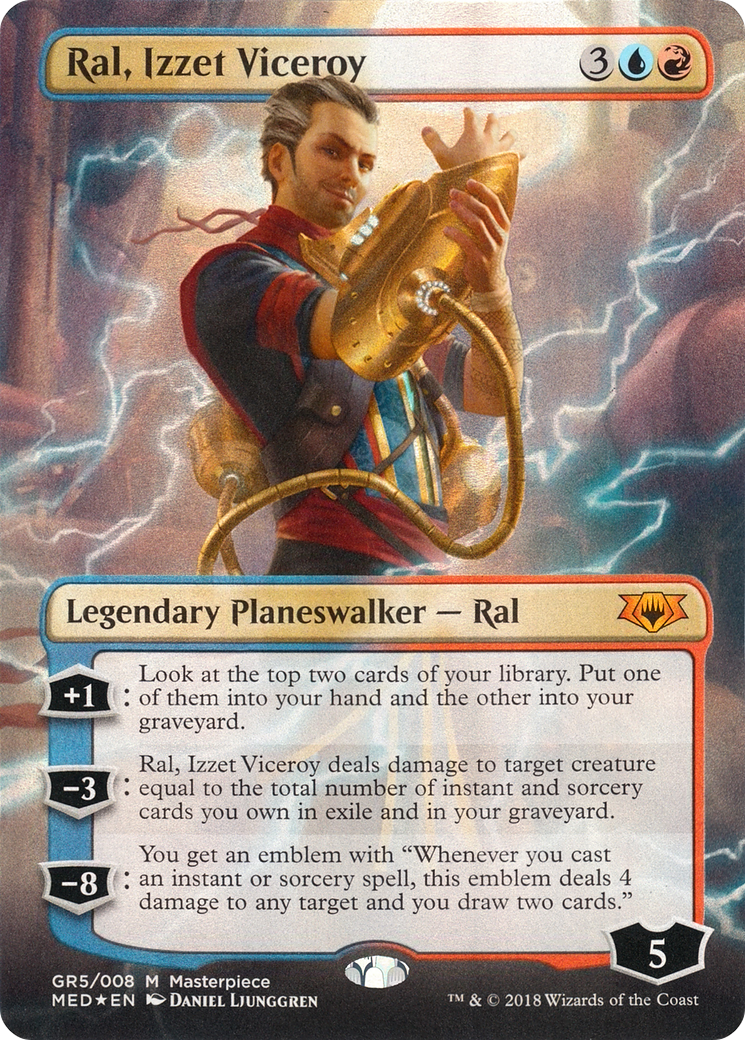 Ral, Izzet Viceroy 3
Legendary Planeswalker — Ral
+1 : Look at the top two cards of your library. Put one
of them into your hand and the other into your
graveyard.
-3 : Ral, Izzet Viceroy deals damage to target creature
equal to the total number of instant and sorcery
cards you own in exile and in your graveyard.
-8 : You get an emblem with “Whenever you cast
an instant or sorcery spell, this emblem deals 4
damage to any target and you draw two cards.”
5
GR5/008 M Masterpiece
MED★EN Daniel Ljunggren
™ & © 2018 Wizards of the Coast